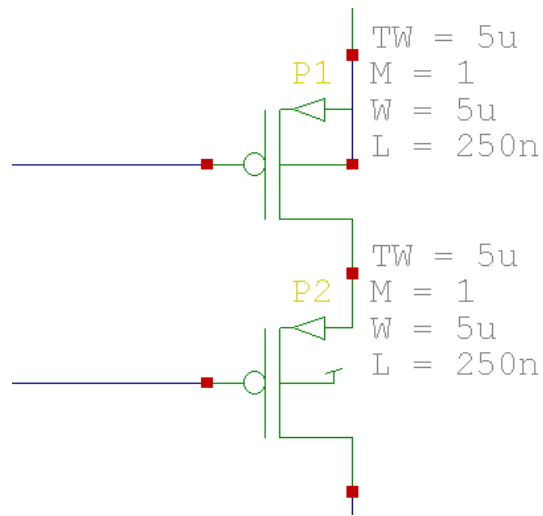 TW = 5u
P1
M = 1
W = 5u
L = 250n
TW = 5u
P2
M = 1
W = 5u
L = 250n